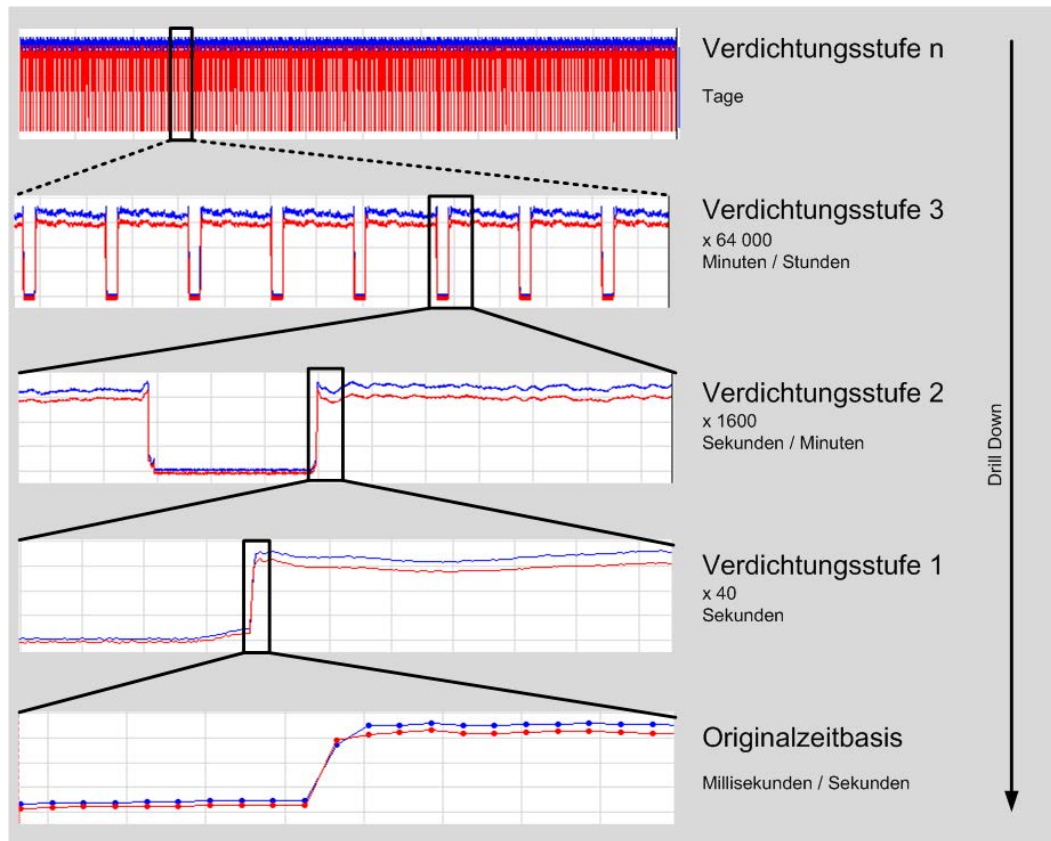 Verdichtungsstufe n
Tage
Verdichtungsstufe 3
x 64 000
Minuten / Stunden
Verdichtungsstufe 2
x 1600
Sekunden / Minuten
Verdichtungsstufe 1
x 40
Sekunden
Originalzeitbasis
Millisekunden / Sekunden
Drill Down